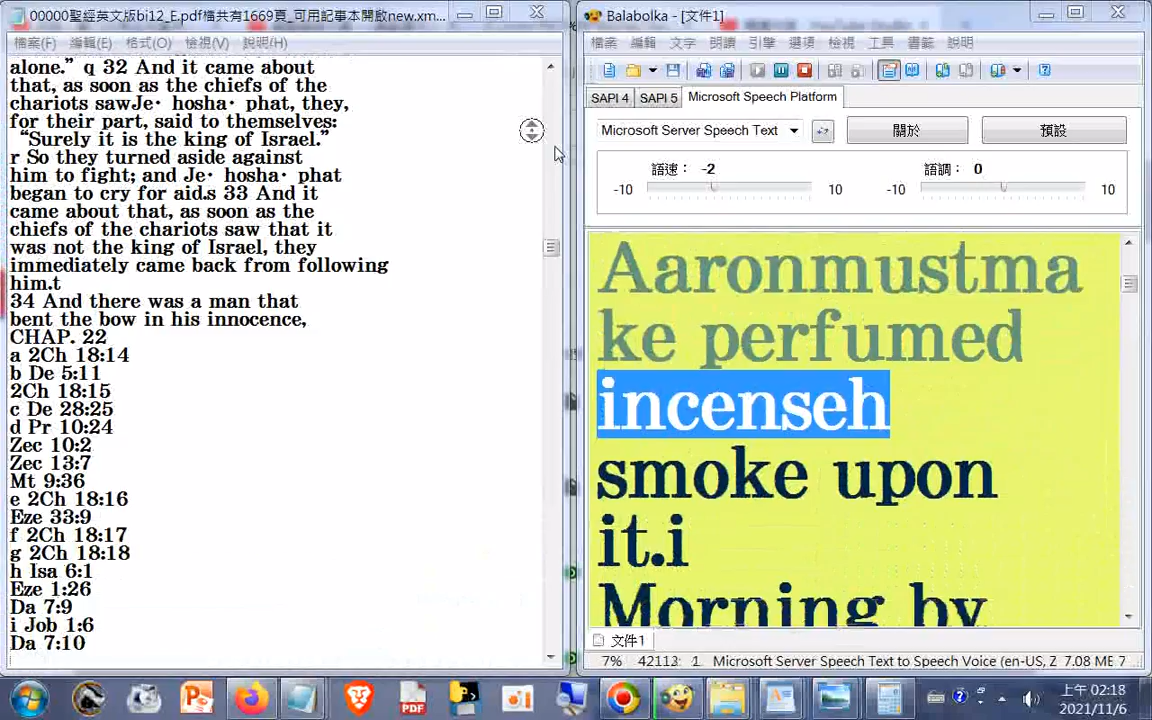 00000聖經英文版bi12_E.pdf檔共有1669頁_可用記事本開啟new.xm...
檔案(F) 編輯(E) 格式(O) 檢視(V) 說明(H)
alone.” q 32 And it came about
that, as soon as the chiefs of the
chariots sawJe· hosha· phat, they,
for their part, said to themselves:
“Surely it is the king of Israel.”
r So they turned aside against
him to fight; and Je· hosha· phat
began to cry for aid.s 33 And it
came about that, as soon as the
chiefs of the chariots saw that it
was not the king of Israel, they
immediately came back from following
him.t
34 And there was a man that
bent the bow in his innocence,
CHAP. 22
a 2Ch 18:14
b De 5:11
2Ch 18:15
c De 28:25
d Pr 10:24
Zec 10:2
Zec 13:7
Mt 9:36
e 2Ch 18:16
Eze 33:9
f 2Ch 18:17
g 2Ch 18:18
h Isa 6:1
Eze 1:26
Da 7:9
i Job 1:6
Da 7:10
Balabolka - [文件1]
檔案 編輯 文字 朗讀 引擎 選項 檢視 工具 書籤 說明
SAPI 4 SAPI 5 Microsoft Speech Platform
Microsoft Server Speech Text 關於 預設
語速： -2 語調： 0
-10 10 -10 10
Aaronmustma
ke perfumed
incenseh
smoke upon
it.i
Morning by
文件1
7% 42113: 1 Microsoft Server Speech Text to Speech Voice (en-US, Z 7.08 MB 7
PDF
上午 02:18
2021/11/6